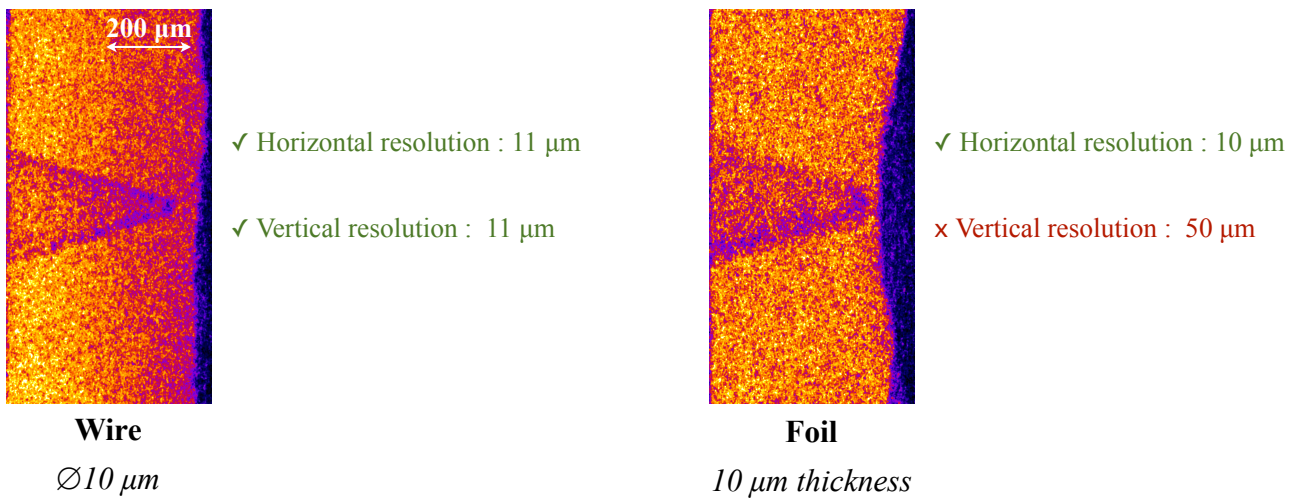 200 μm
✓ Horizontal resolution : 11 μm
✓ Vertical resolution : 11 μm
Wire
∅10 μm
✓ Horizontal resolution : 10 μm
x Vertical resolution : 50 μm
Foil
10 μm thickness